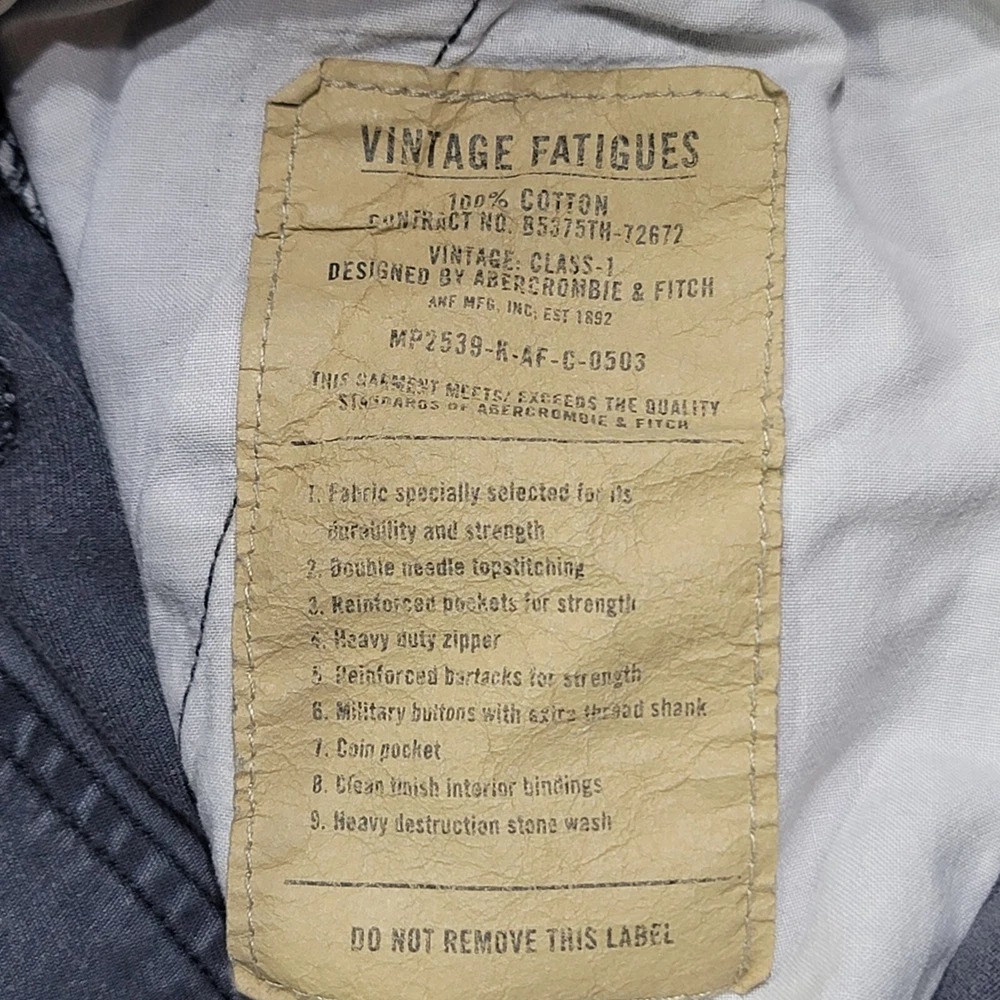 VINTAGE FATIGUES
100% COTTON
CONTRACT NO. B5375TH-72672
VINTAGE: CLASS-1
DESIGNED BY ABERCROMBIE & FITCH
ANF MFG, INC; EST 1892
MP2539-K-AF-C-0503
THIS GARMENT MEETS/ EXCEEDS THE QUALITY
STANDARDS OF ABERCROMBIE & FITCH
1. Fabric specially selected for its
durability and strength
2. Double needle topstitching
3. Reinforced pockets for strength
4. Heavy duty zipper
5. Reinforced bartacks for strength
6. Military buttons with extra thread shank
7. Coin pocket
8. Clean finish interior bindings
9. Heavy destruction stone wash
DO NOT REMOVE THIS LABEL